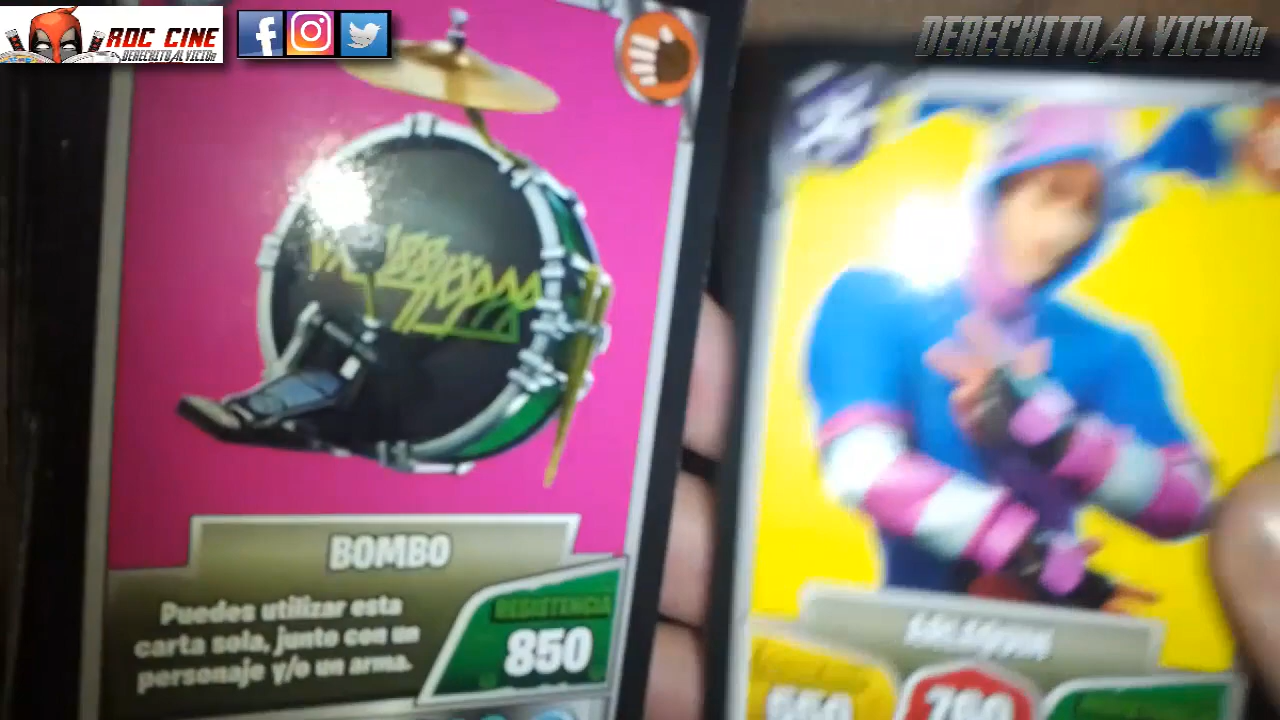 ROC CINE
DERECHITO AL VICIO!!
DERECHITO AL VICIO!!
BOMBO
Puedes utilizar esta
carta sola, junto con un
personaje y/o un arma.
RESISTENCIA
850